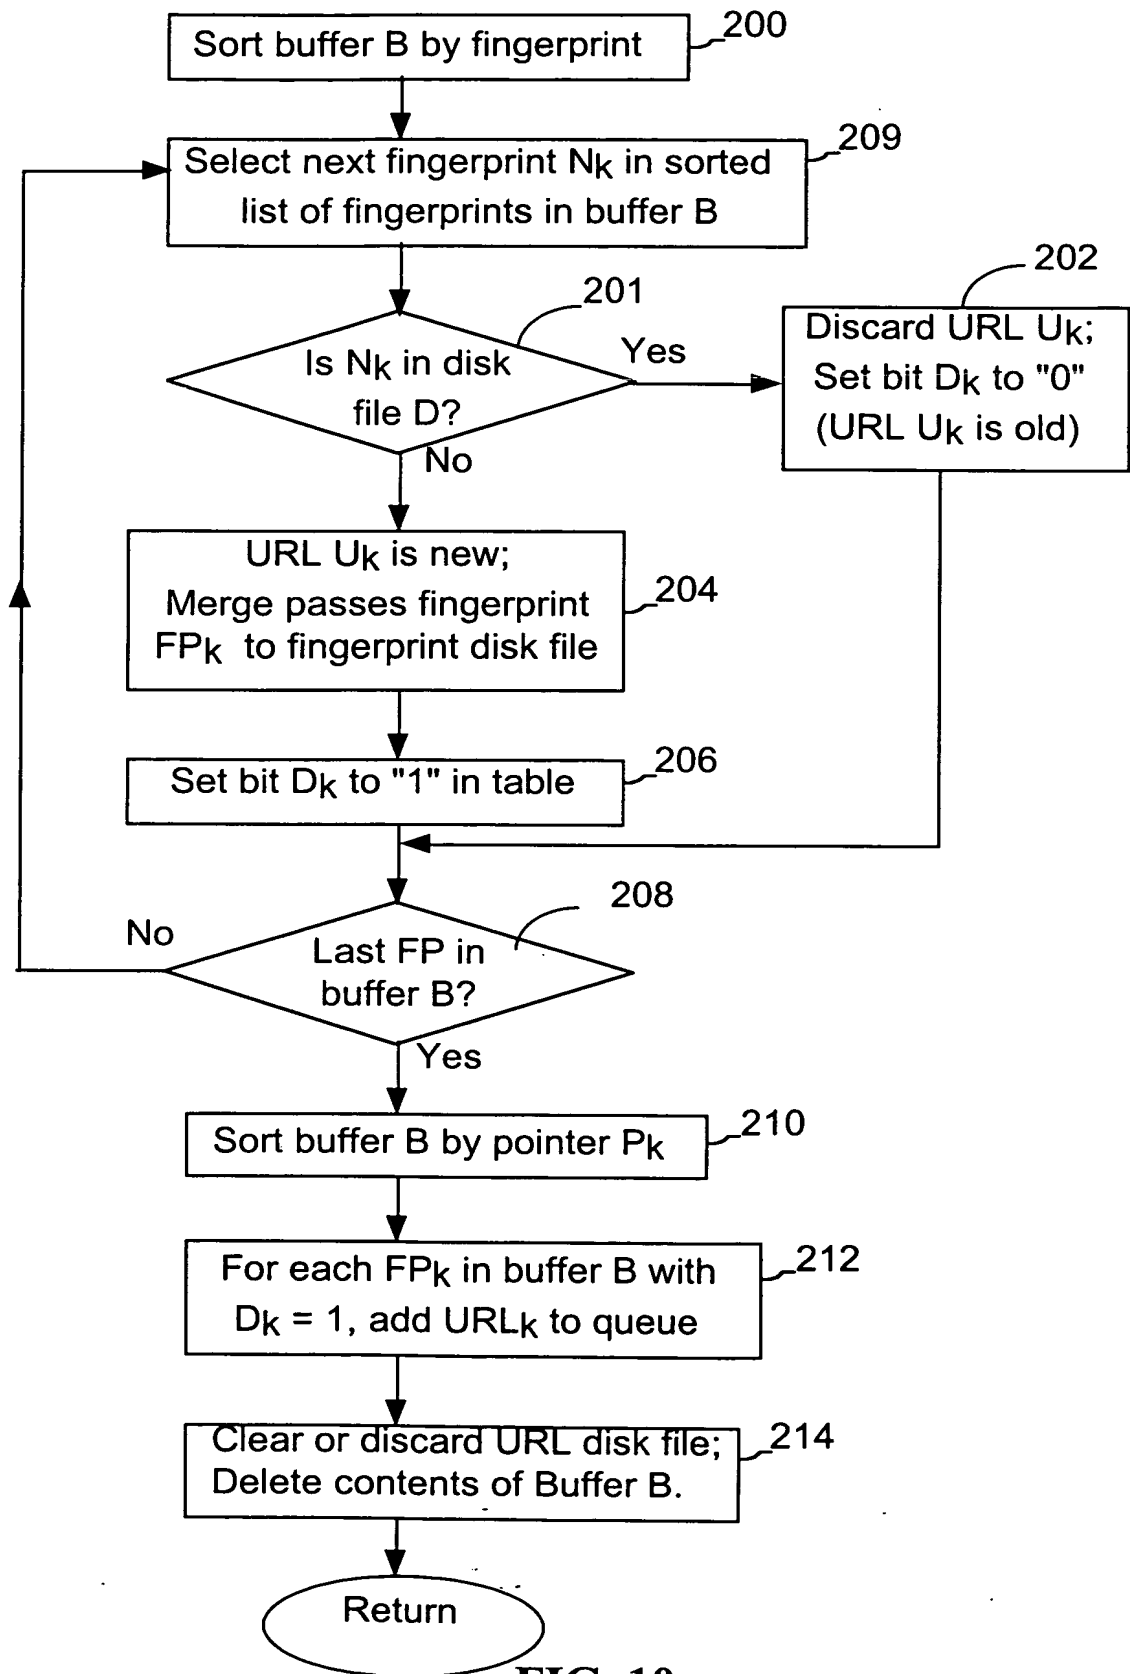 Sort buffer B by fingerprint
200
Select next fingerprint Nk in sorted
list of fingerprints in buffer B
209
201
202
Is Nk in disk
file D?
Yes
Discard URL Uk;
Set bit Dk to "0"
(URL Uk is old)
No
URL Uk is new;
Merge passes fingerprint
FPk to fingerprint disk file
204
Set bit Dk to "1" in table
206
208
No
Last FP in
buffer B?
Yes
Sort buffer B by pointer Pk
210
For each FPk in buffer B with
Dk = 1, add URLk to queue
212
Clear or discard URL disk file;
Delete contents of Buffer B.
214
Return
FIG. 10